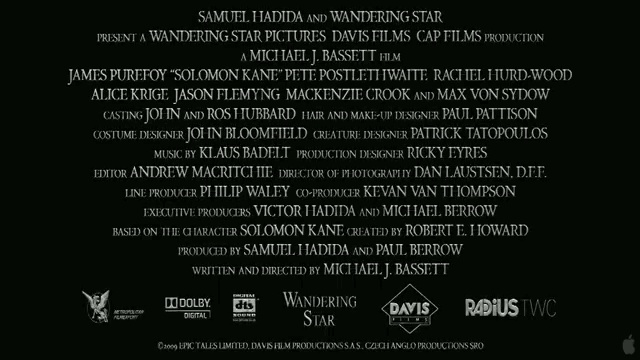 SAMUEL HADIDA AND WANDERING STAR
PRESENT A WANDERING STAR PICTURES DAVIS FILMS CAP FILMS PRODUCTION
A MICHAEL J. BASSETT FILM
JAMES PUREFOY "SOLOMON KANE" PETE POSTLETHWAITE RACHEL HURD-WOOD
ALICE KRIGE JASON FLEMYNG MACKENZIE CROOK AND MAX VON SYDOW
CASTING JOHN AND ROS HUBBARD HAIR AND MAKE-UP DESIGNER PAUL PATTISON
COSTUME DESIGNER JOHN BLOOMFIELD CREATURE DESIGNER PATRICK TATOPOULOS
MUSIC BY KLAUS BADELT PRODUCTION DESIGNER RICKY EYRES
EDITOR ANDREW MACRITCHIE DIRECTOR OF PHOTOGRAPHY DAN LAUSTSEN, D.F.F.
LINE PRODUCER PHILIP WALEY CO-PRODUCER KEVAN VAN THOMPSON
EXECUTIVE PRODUCERS VICTOR HADIDA AND MICHAEL BERROW
BASED ON THE CHARACTER SOLOMON KANE CREATED BY ROBERT E. HOWARD
PRODUCED BY SAMUEL HADIDA AND PAUL BERROW
WRITTEN AND DIRECTED BY MICHAEL J. BASSETT
METROPOLITAN FILMEXPORT
DOLBY DIGITAL
DIGITAL dts SOUND
WANDERING STAR
DAVIS FILMS
RADiUS TWC
©2009 EPIC TALES LIMITED, DAVIS FILM PRODUCTIONS S.A.S., CZECH ANGLO PRODUCTIONS SRO